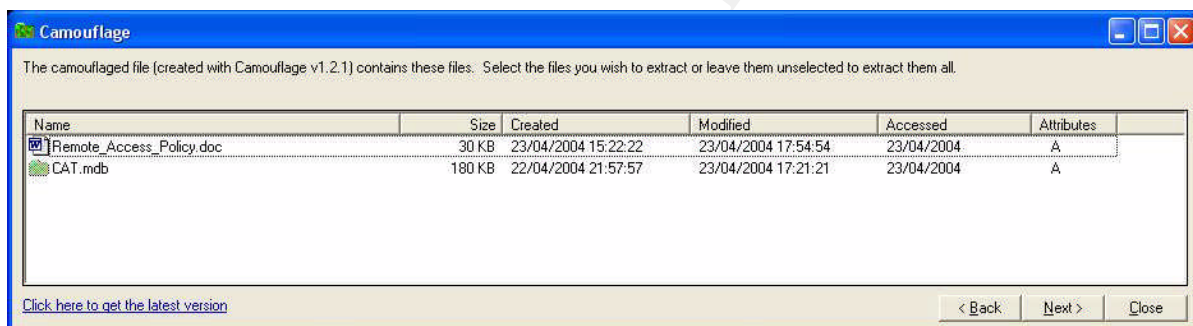 Camouflage
The camouflaged file (created with Camouflage v1.2.1) contains these files. Select the files you wish to extract or leave them unselected to extract them all.
Name Size Created Modified Accessed Attributes
Remote_Access_Policy.doc 30 KB 23/04/2004 15:22:22 23/04/2004 17:54:54 23/04/2004 A
CAT.mdb 180 KB 22/04/2004 21:57:57 23/04/2004 17:21:21 23/04/2004 A
Click here to get the latest version < Back Next > Close